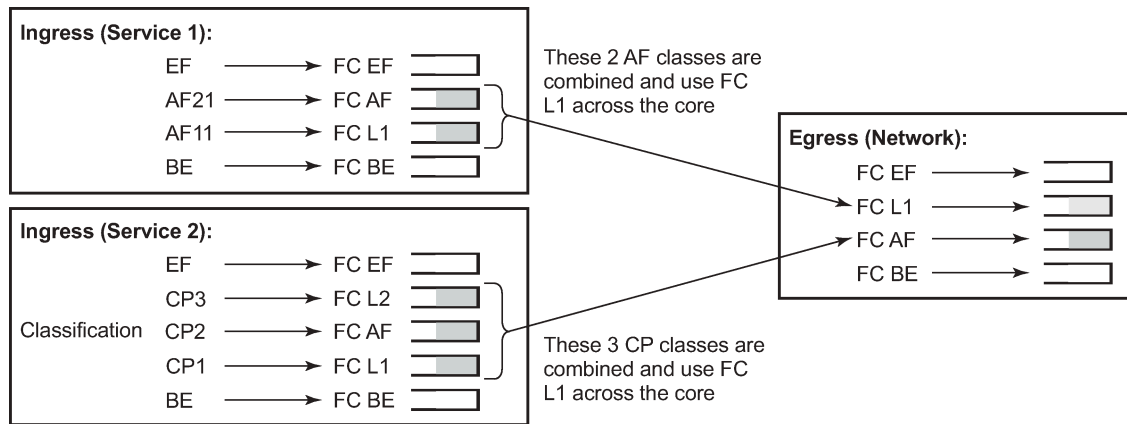 Ingress (Service 1):
EF FC EF
AF21 FC AF
AF11 FC L1
BE FC BE
These 2 AF classes are
combined and use FC
L1 across the core
Ingress (Service 2):
EF FC EF
CP3 FC L2
Classification CP2 FC AF
CP1 FC L1
BE FC BE
These 3 CP classes are
combined and use FC
L1 across the core
Egress (Network):
FC EF
FC L1
FC AF
FC BE